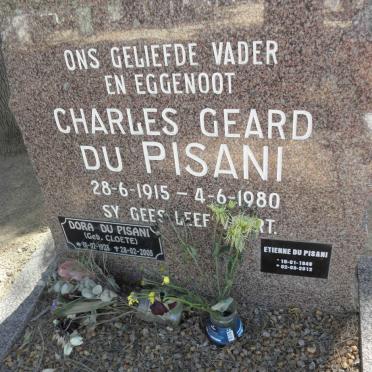 ONS GELIEFDE VADER
EN EGGENOOT
CHARLES GEARD
DU PISANI
28-6-1915 - 4-6-1980
SY GEES LEEF
DORA DU PISANI
(Geb. CLOETE)
ETIENNE DU PISANI